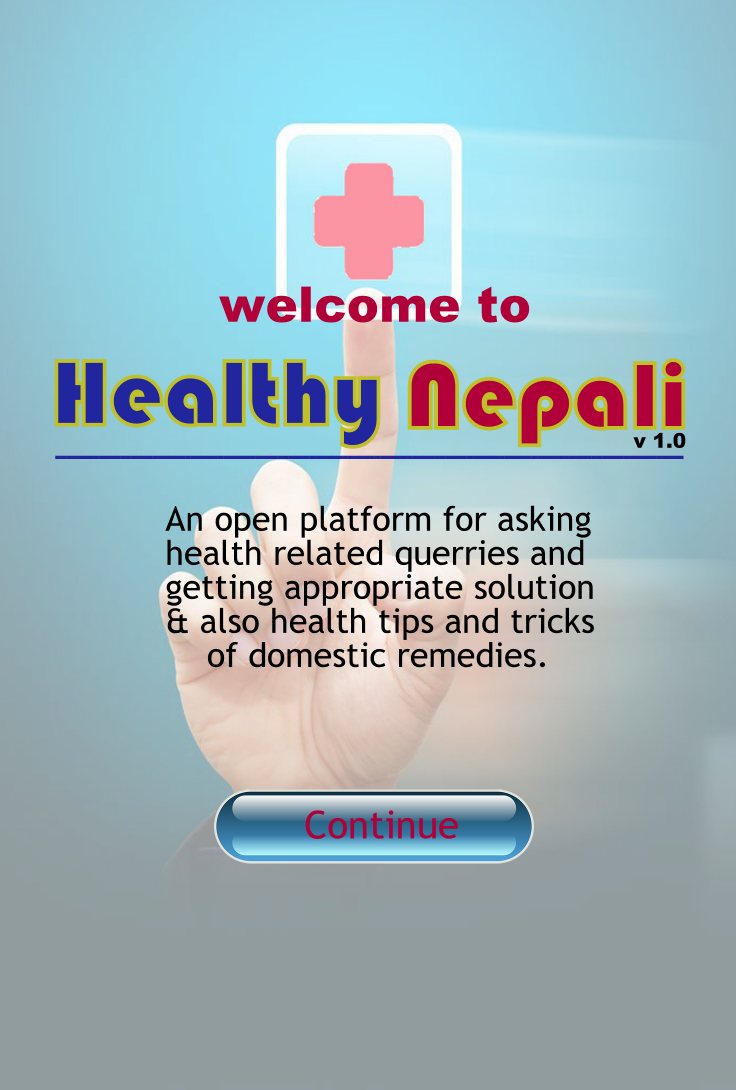 welcome to
Healthy Nepali
v 1.0
An open platform for asking
health related querries and
getting appropriate solution
& also health tips and tricks
of domestic remedies.
Continue